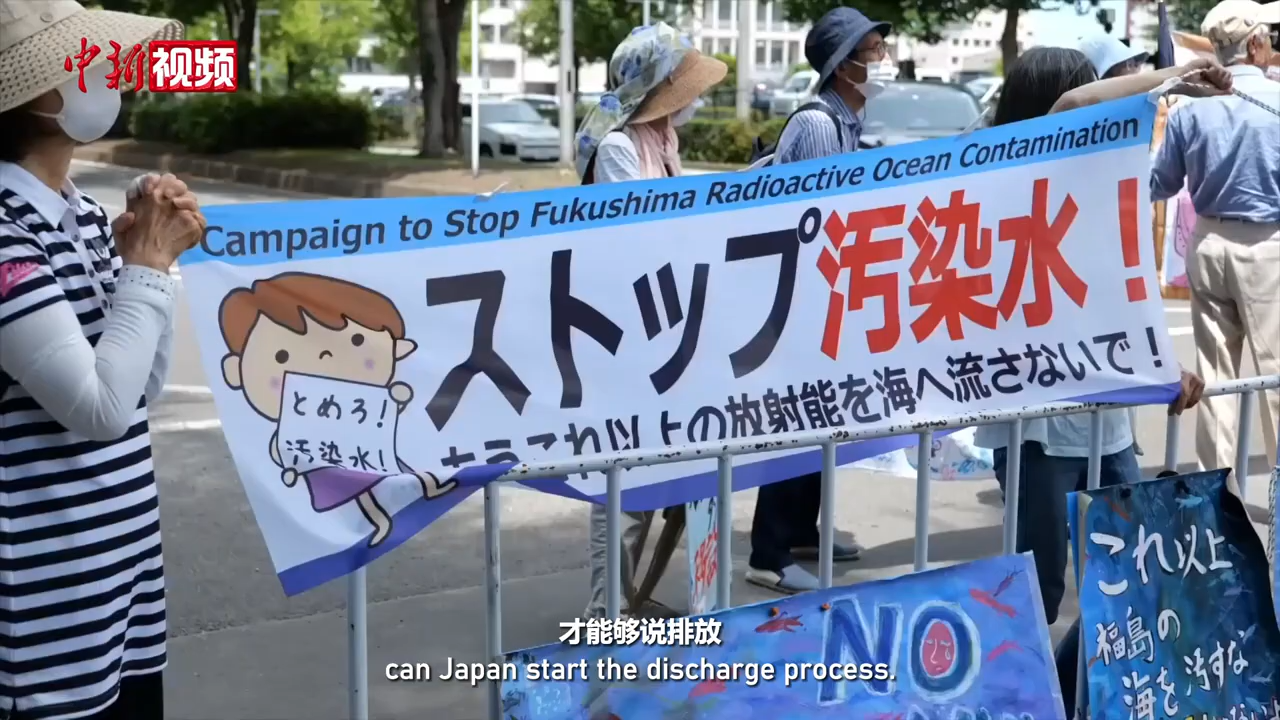 中新视频
Campaign to Stop Fukushima Radioactive Ocean Contamination
ストップ汚染水！
もうこれ以上の放射能を海へ流さないで！
とめろ！
汚染水！
NO
これ以上
福島の
海を汚すな
才能够说排放
can Japan start the discharge process.